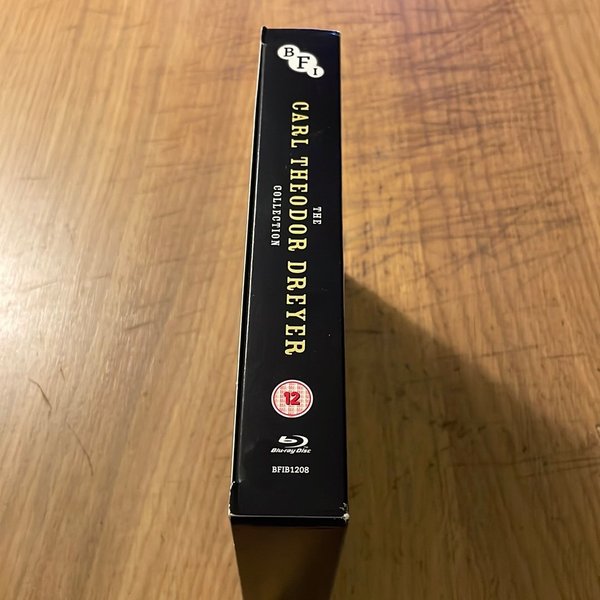 BFI
THE
CARL THEODOR DREYER
COLLECTION
12
Blu-ray Disc
BFIB1208